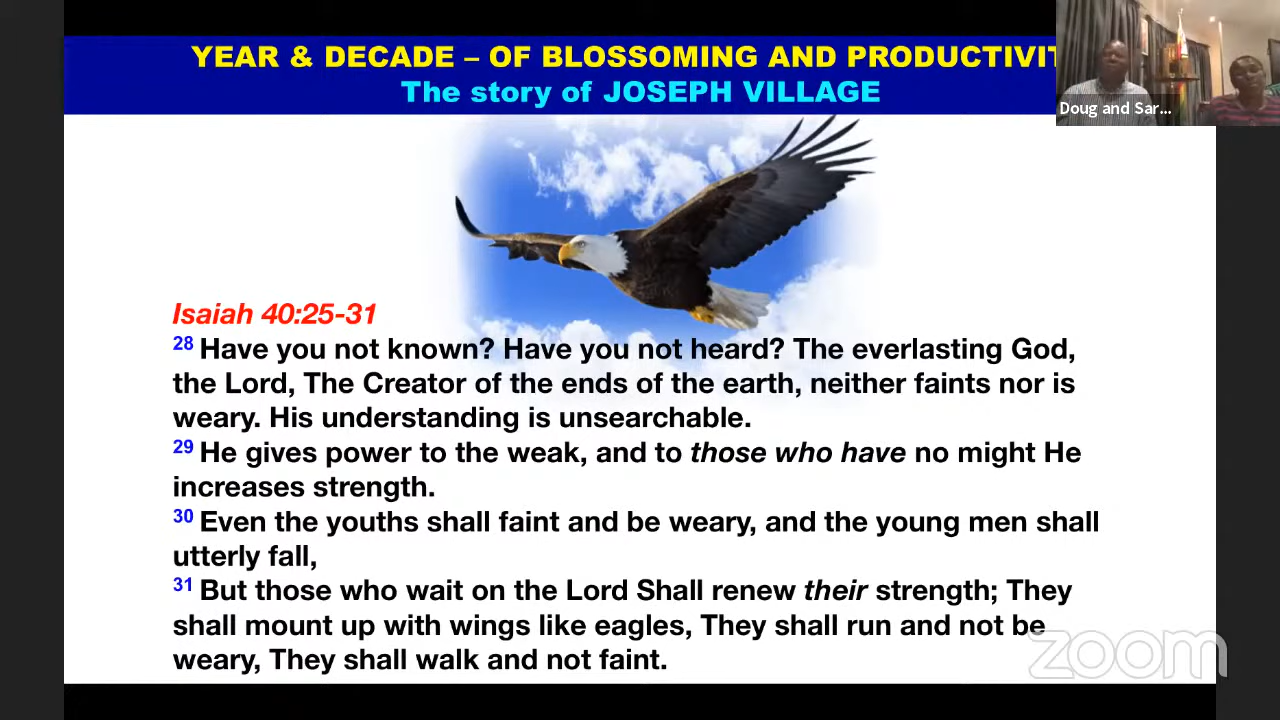 YEAR & DECADE – OF BLOSSOMING AND PRODUCTIVIT
The story of JOSEPH VILLAGE
Doug and Sar...
Isaiah 40:25-31
28 Have you not known? Have you not heard? The everlasting God,
the Lord, The Creator of the ends of the earth, neither faints nor is
weary. His understanding is unsearchable.
29 He gives power to the weak, and to those who have no might He
increases strength.
30 Even the youths shall faint and be weary, and the young men shall
utterly fall,
31 But those who wait on the Lord Shall renew their strength; They
shall mount up with wings like eagles, They shall run and not be
weary, They shall walk and not faint.
zoom